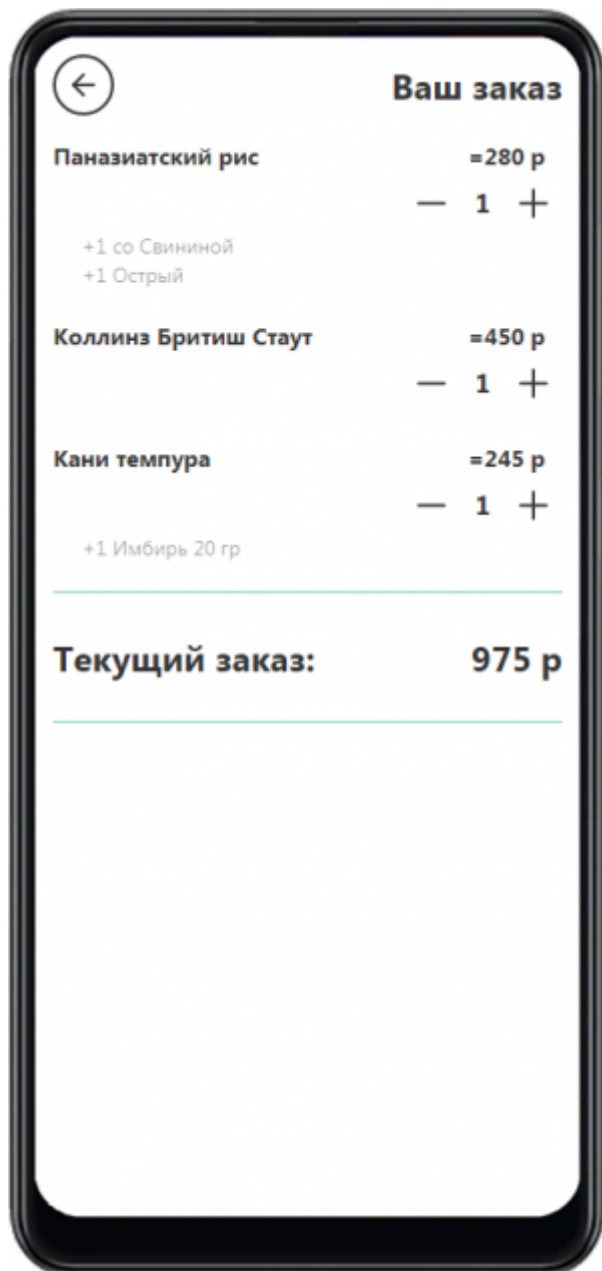 Ваш заказ
Паназиатский рис =280 р
— 1 +
+1 со Свининой
+1 Острый
Коллинз Бритиш Стаут =450 р
— 1 +
Кани темпура =245 р
— 1 +
+1 Имбирь 20 гр
Текущий заказ: 975 р